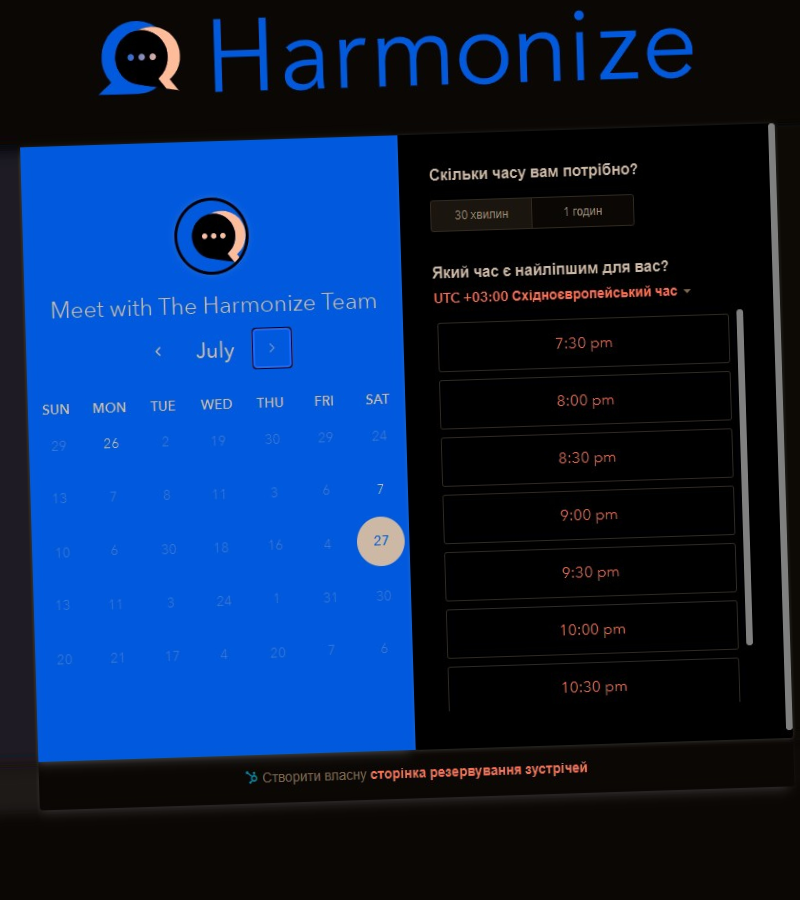 Harmonize
Meet with The Harmonize Team
July
SUN MON TUE WED THU FRI SAT
29 26 2 19 30 29 24
13 7 8 11 3 6 7
10 6 30 18 16 4 27
13 11 3 24 1 31 30
20 21 17 4 20 7 6
Скільки часу вам потрібно?
30 хвилин 1 годин
Який час є найліпшим для вас?
UTC +03:00 Східноєвропейський час
7:30 pm
8:00 pm
8:30 pm
9:00 pm
9:30 pm
10:00 pm
10:30 pm
Створити власну сторінка резервування зустрічей